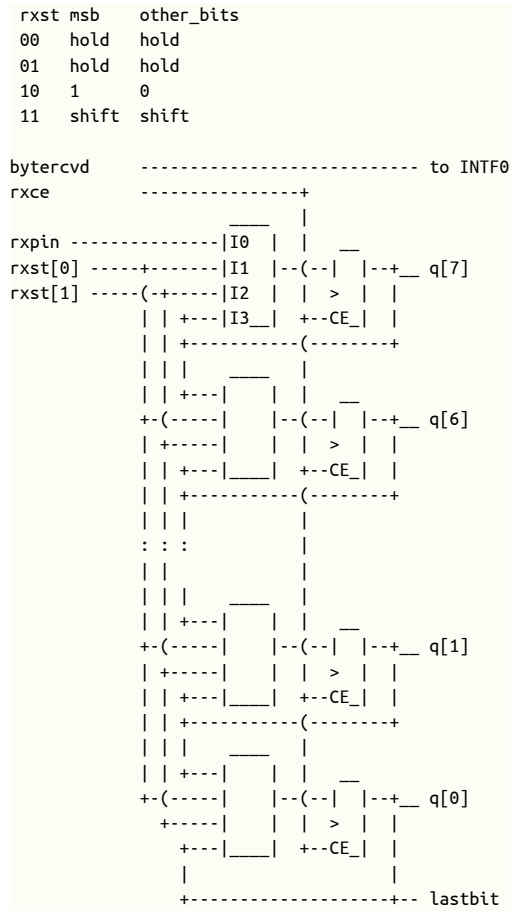 rxst msb   other_bits
 00   hold  hold
 01   hold  hold
 10   1     0
 11   shift shift

bytercvd     ---------------------------- to INTF0
rxce         ----------------+
                       ____  |
rxpin ---------------|I0  |  |   __
rxst[0] -----+-------|I1  |--(--|  |--+__ q[7]
rxst[1] -----(-+-----|I2  |  |  | >  |  |
             | | +---|I3__|  +--CE_|  |
             | | +-----------(--------+
             | | |     ____  |
             | | +---|    |  |   __
             +-(-----|    |--(--|  |--+__ q[6]
             | +-----|    |  |  | >  |  |
             | | +---|____|  +--CE_|  |
             | | +-----------(--------+
             | | |           |
             : : :           |
             | |             |
             | | |     ____  |
             | | +---|    |  |   __
             +-(-----|    |--(--|  |--+__ q[1]
             | +-----|    |  |  | >  |  |
             | | +---|____|  +--CE_|  |
             | | +-----------(--------+
             | | |     ____  |
             | | +---|    |  |   __
             +-(-----|    |--(--|  |--+__ q[0]
               +-----|    |  |  | >  |  |
                 +---|____|  +--CE_|  |
                 |                    |
                 +--------------------+-- lastbit